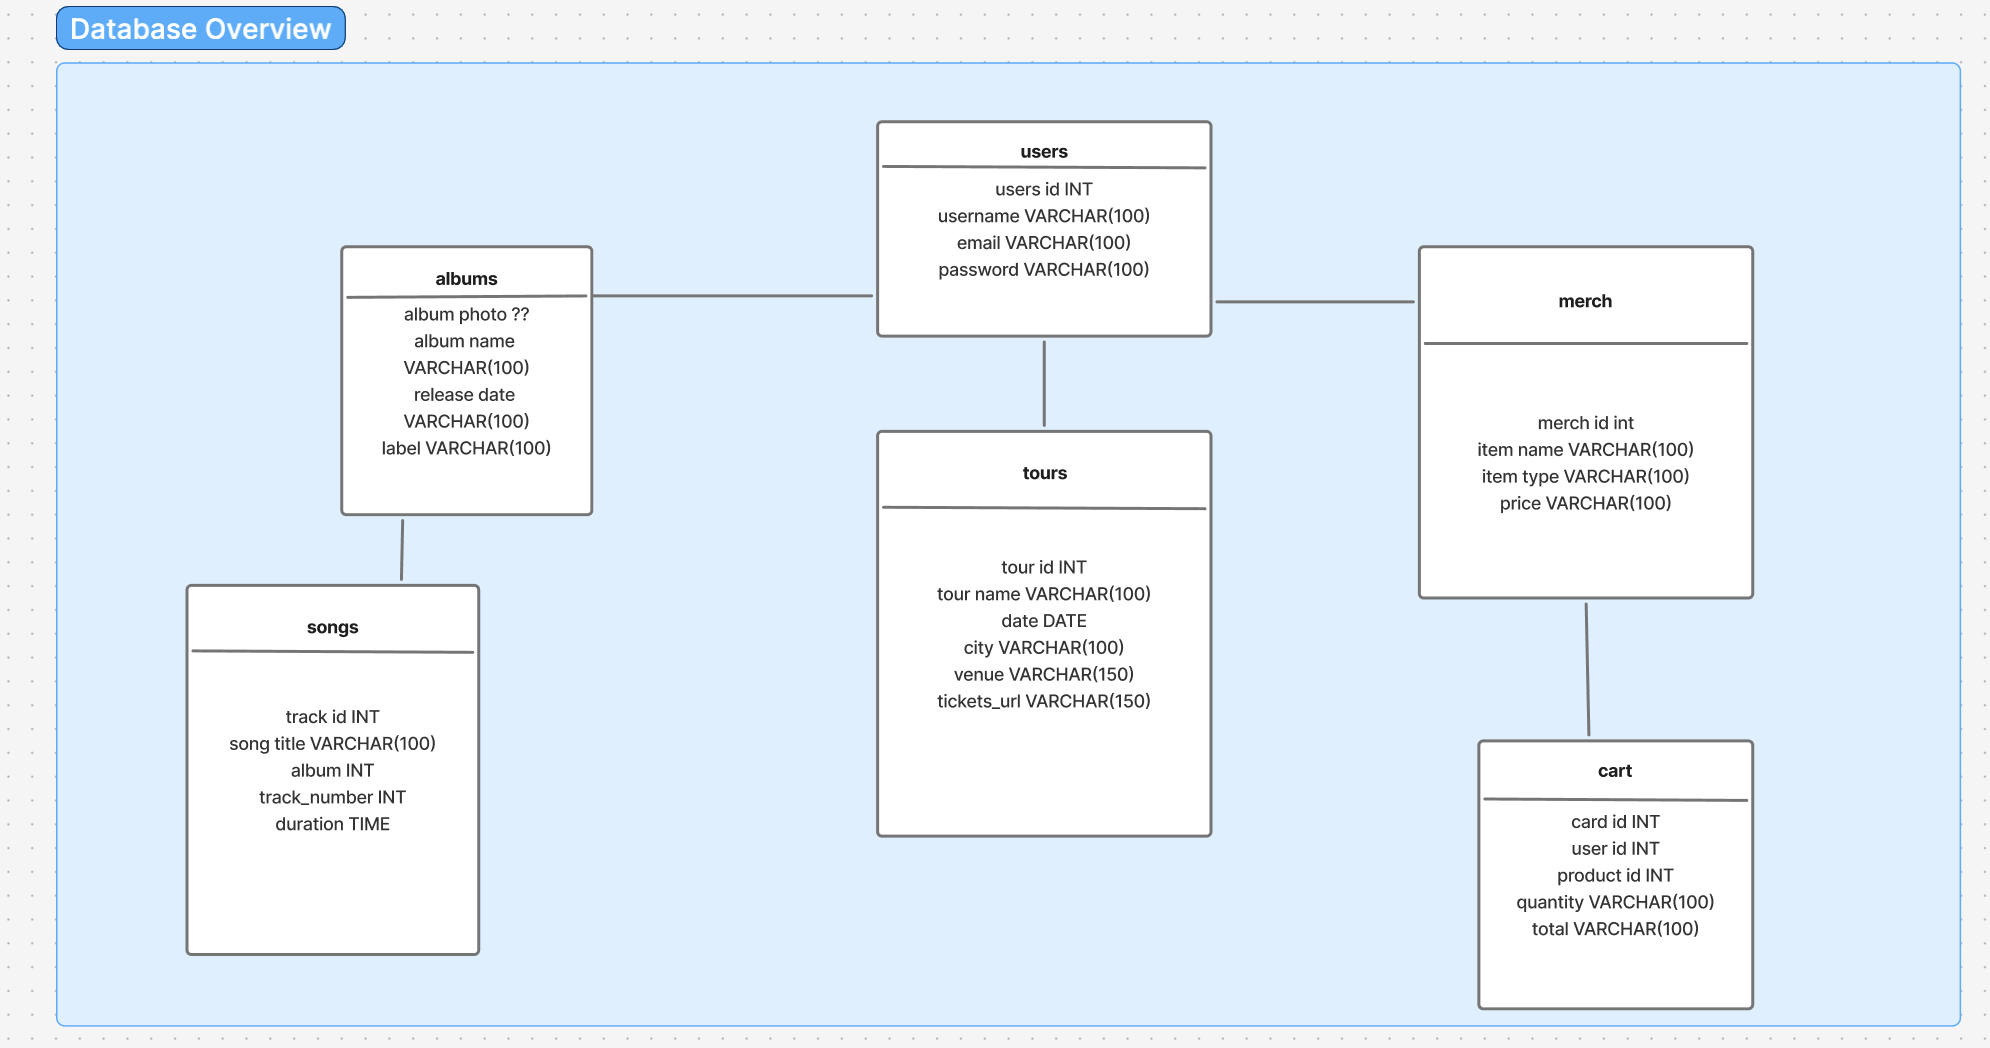 Database Overview
users
users id INT
username VARCHAR(100)
email VARCHAR(100)
password VARCHAR(100)
albums
album photo ??
album name
VARCHAR(100)
release date
VARCHAR(100)
label VARCHAR(100)
merch
merch id int
item name VARCHAR(100)
item type VARCHAR(100)
price VARCHAR(100)
tours
tour id INT
tour name VARCHAR(100)
date DATE
city VARCHAR(100)
venue VARCHAR(150)
tickets_url VARCHAR(150)
songs
track id INT
song title VARCHAR(100)
album INT
track_number INT
duration TIME
cart
card id INT
user id INT
product id INT
quantity VARCHAR(100)
total VARCHAR(100)